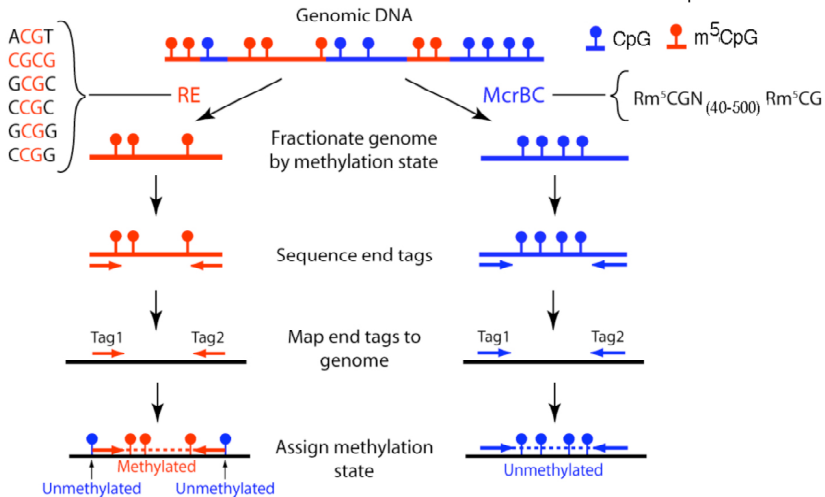 Genomic DNA
CpG m⁵CpG
ACGT
CGCG
GCGC
CCGC
GCGG
CCGG
RE
McrBC
Rm⁵CGN (40-500) Rm⁵CG
Fractionate genome
by methylation state
Sequence end tags
Tag1 Tag2
Map end tags to
genome
Tag1 Tag2
Assign methylation
state
Methylated
Unmethylated Unmethylated
Unmethylated